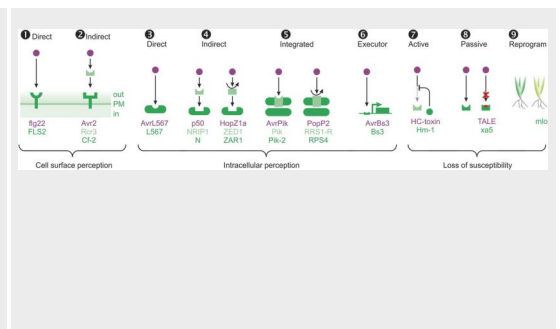 1 Direct 2 Indirect 3 Direct 4 Indirect 5 Integrated 6 Executor 7 Active 8 Passive 9 Reprogram
out
PM
in
flg22 Avr2 AvrL567 p50 HopZ1a AvrPik PopP2 AvrBs3 HC-toxin TALE mlo
FLS2 Rcr3 L567 NRIP1 ZED1 Pik RRS1-R Bs3 Hm-1 xa5
Cf-2 N ZAR1 Pik-2 RPS4
Cell surface perception Intracellular perception Loss of susceptibility